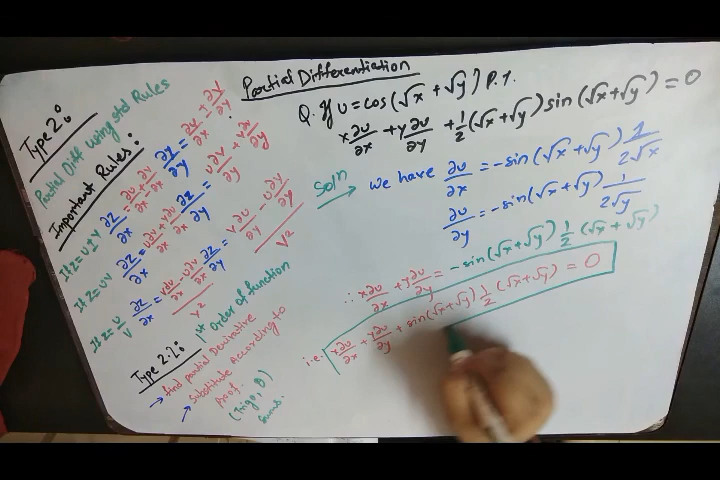 Partial Differentiation
Type 2:
Partial Diff using std Rules
Important Rules:
If z = u ± v ∂z/∂x = ∂u/∂x ± ∂v/∂x ∂z/∂y = ∂u/∂y ± ∂v/∂y
If z = uv ∂z/∂x = u∂v/∂x + v∂u/∂x ∂z/∂y = u∂v/∂y + v∂u/∂y
If z = u/v ∂z/∂x = (v∂u/∂x - u∂v/∂x)/v² ∂z/∂y = (v∂u/∂y - u∂v/∂y)/v²
Type 2.1: 1st Order of function
→ find partial Derivative
→ substitute According to
proof.
(Trigo, θ)
Q. If u = cos(√x + √y) P.T.
x∂u/∂x + y∂u/∂y + 1/2(√x + √y) sin(√x + √y) = 0
Soln → we have ∂u/∂x = -sin(√x + √y) 1/2√x
∂u/∂y = -sin(√x + √y) 1/2√y
∴ x∂u/∂x + y∂u/∂y = -sin(√x + √y) 1/2 (√x + √y)
i.e. x∂u/∂x + y∂u/∂y + sin(√x + √y) 1/2 (√x + √y) = 0